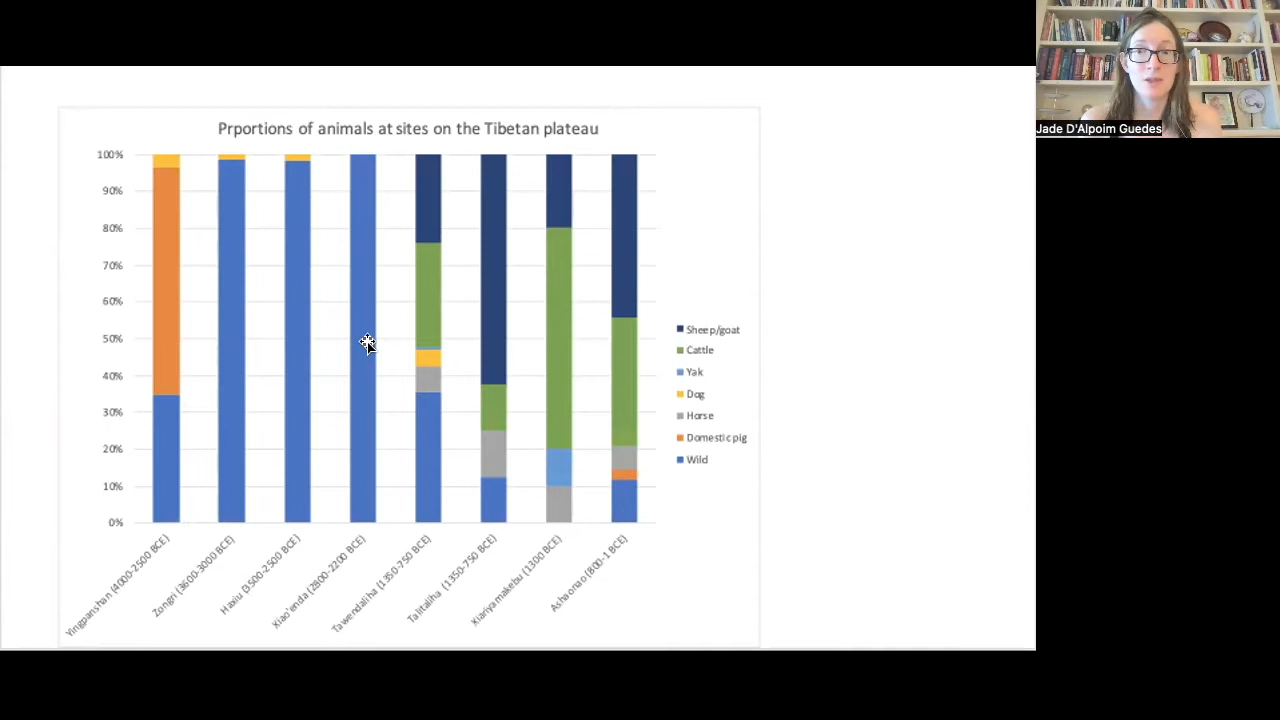 Jade D'Alpoim Guedes
Prportions of animals at sites on the Tibetan plateau
100%
90%
80%
70%
60%
50%
40%
30%
20%
10%
0%
Sheep/goat
Cattle
Yak
Dog
Horse
Domestic pig
Wild
Yingpanshan (4000-2500 BCE)
Zongri (3600-3000 BCE)
Haxiu (3500-2500 BCE)
Xiao'enda (2800-2200 BCE)
Tawendaliha (1350-750 BCE)
Talitaliha (1350-750 BCE)
Xiariyamakebu (1300 BCE)
Ashaonao (800-1 BCE)